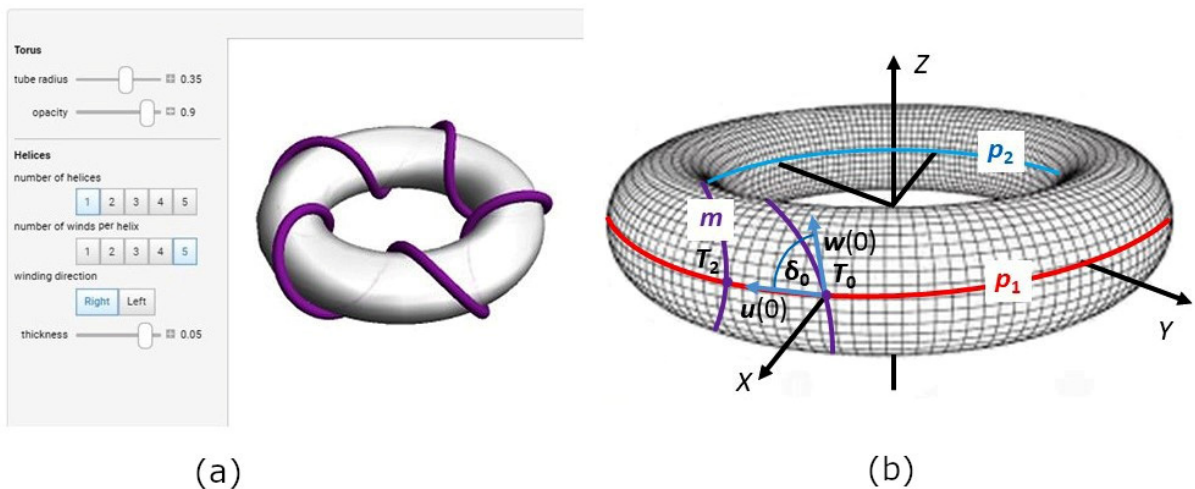 Torus
tube radius 0.35
opacity 0.9
Helices
number of helices
1 2 3 4 5
number of winds per helix
1 2 3 4 5
winding direction
Right Left
thickness 0.05
(a)
Z
p₂
m
w(0)
T₂ δ₀ T₀
u(0)
p₁
Y
X
(b)